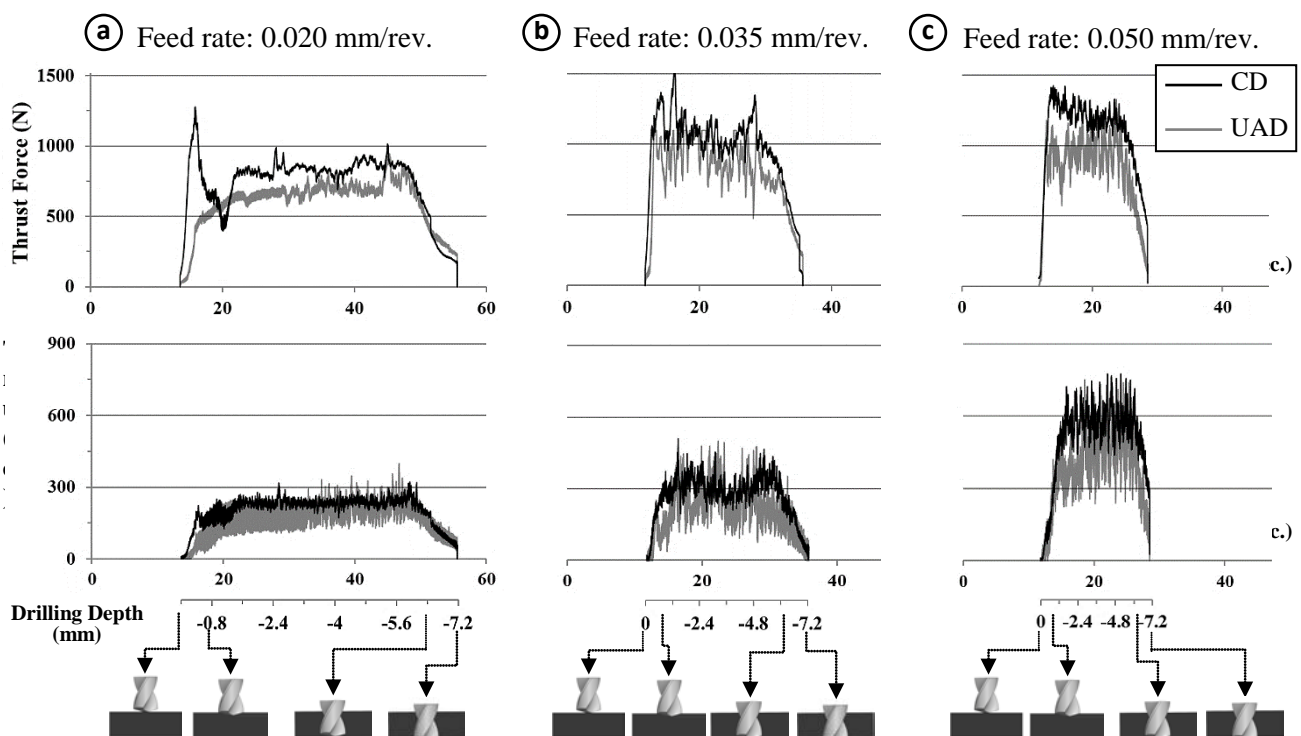 a Feed rate: 0.020 mm/rev.
b Feed rate: 0.035 mm/rev.
c Feed rate: 0.050 mm/rev.
CD
UAD
Thrust Force (N)
1500
1000
500
0
0 20 40 60
0 20 40
0 20 40
c.)
900
600
300
0
0 20 40 60
0 20 40
0 20 40
c.)
Drilling Depth
(mm)
-0.8 -2.4 -4 -5.6 -7.2
0 -2.4 -4.8 -7.2
0 -2.4 -4.8 -7.2